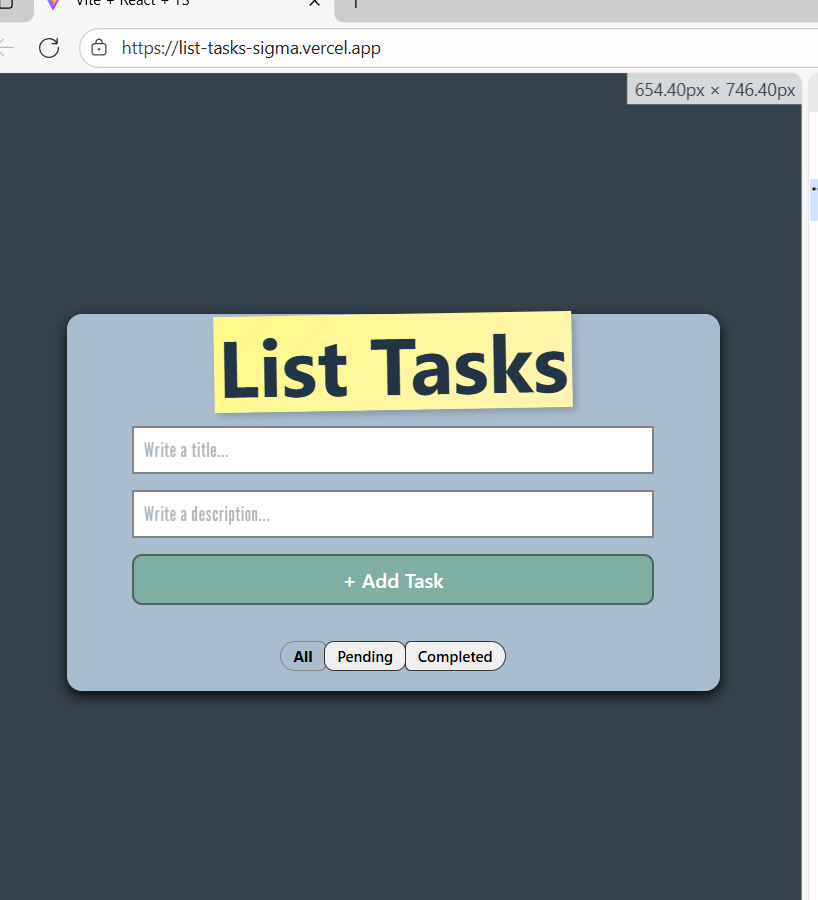 Vite + React + TS
https://list-tasks-sigma.vercel.app
654.40px × 746.40px
List Tasks
Write a title...
Write a description...
+ Add Task
All Pending Completed